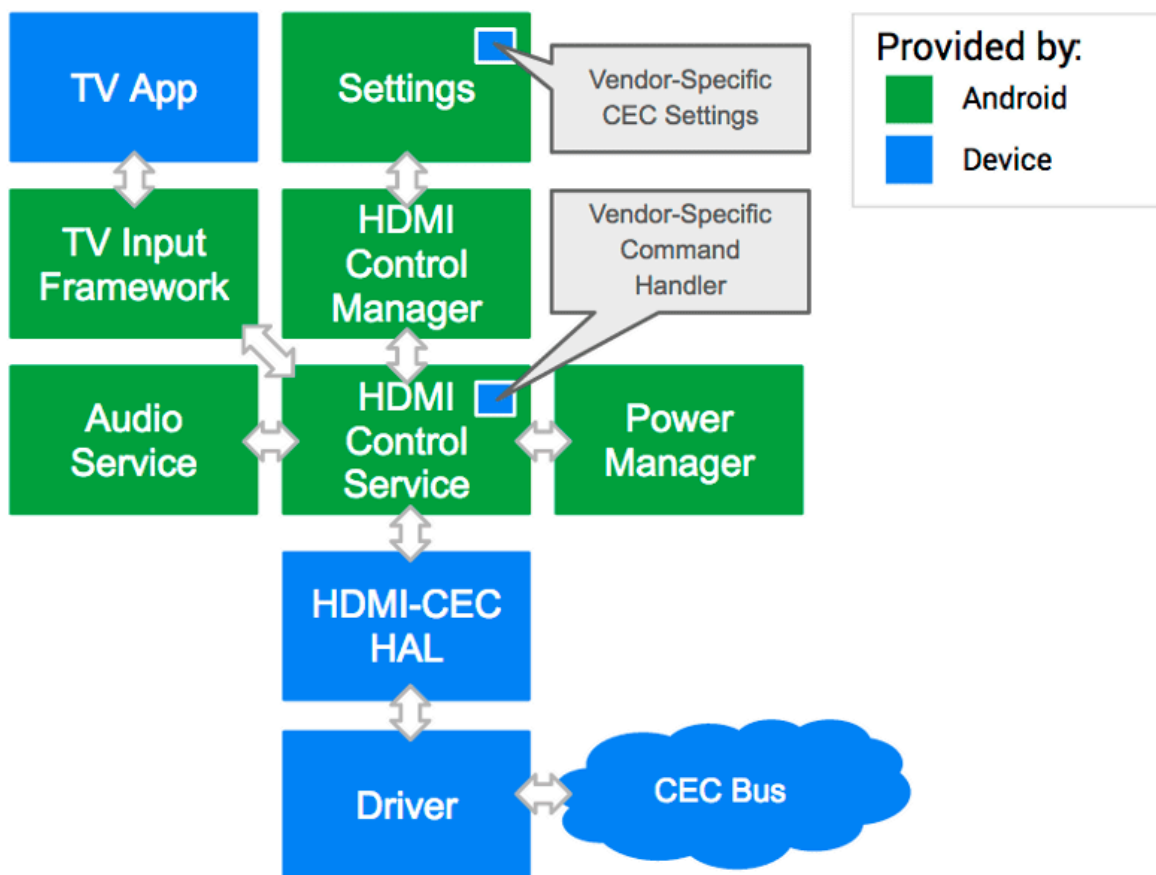 TV App
Settings
Vendor-Specific
CEC Settings
Provided by:
Android
Device
TV Input
Framework
HDMI
Control
Manager
Vendor-Specific
Command
Handler
Audio
Service
HDMI
Control
Service
Power
Manager
HDMI-CEC
HAL
Driver
CEC Bus